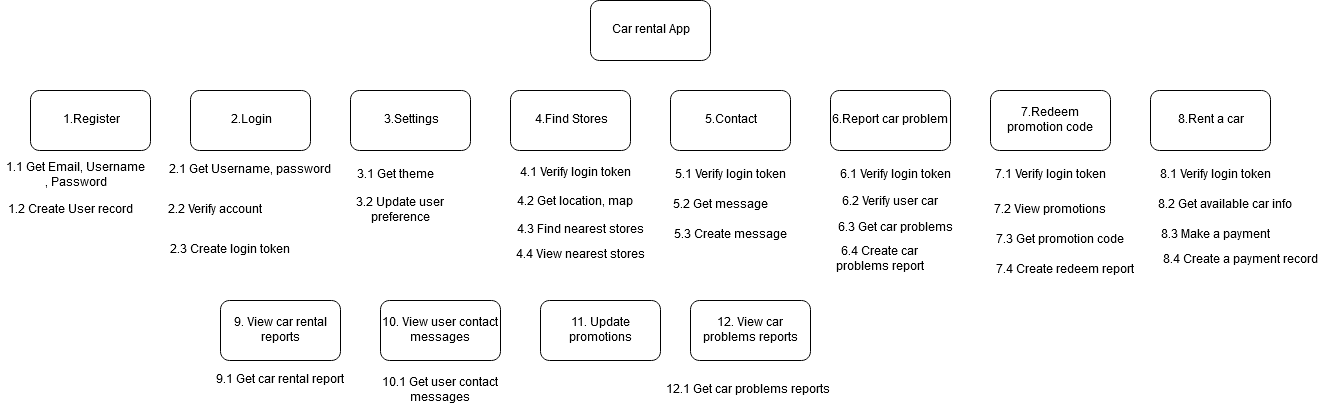 Car rental App
1.Register
2.Login
3.Settings
4.Find Stores
5.Contact
6.Report car problem
7.Redeem
promotion code
8.Rent a car
1.1 Get Email, Username
, Password
1.2 Create User record
2.1 Get Username, password
2.2 Verify account
2.3 Create login token
3.1 Get theme
3.2 Update user
preference
4.1 Verify login token
4.2 Get location, map
4.3 Find nearest stores
4.4 View nearest stores
5.1 Verify login token
5.2 Get message
5.3 Create message
6.1 Verify login token
6.2 Verify user car
6.3 Get car problems
6.4 Create car
problems report
7.1 Verify login token
7.2 View promotions
7.3 Get promotion code
7.4 Create redeem report
8.1 Verify login token
8.2 Get available car info
8.3 Make a payment
8.4 Create a payment record
9. View car rental
reports
10. View user contact
messages
11. Update
promotions
12. View car
problems reports
9.1 Get car rental report
10.1 Get user contact
messages
12.1 Get car problems reports